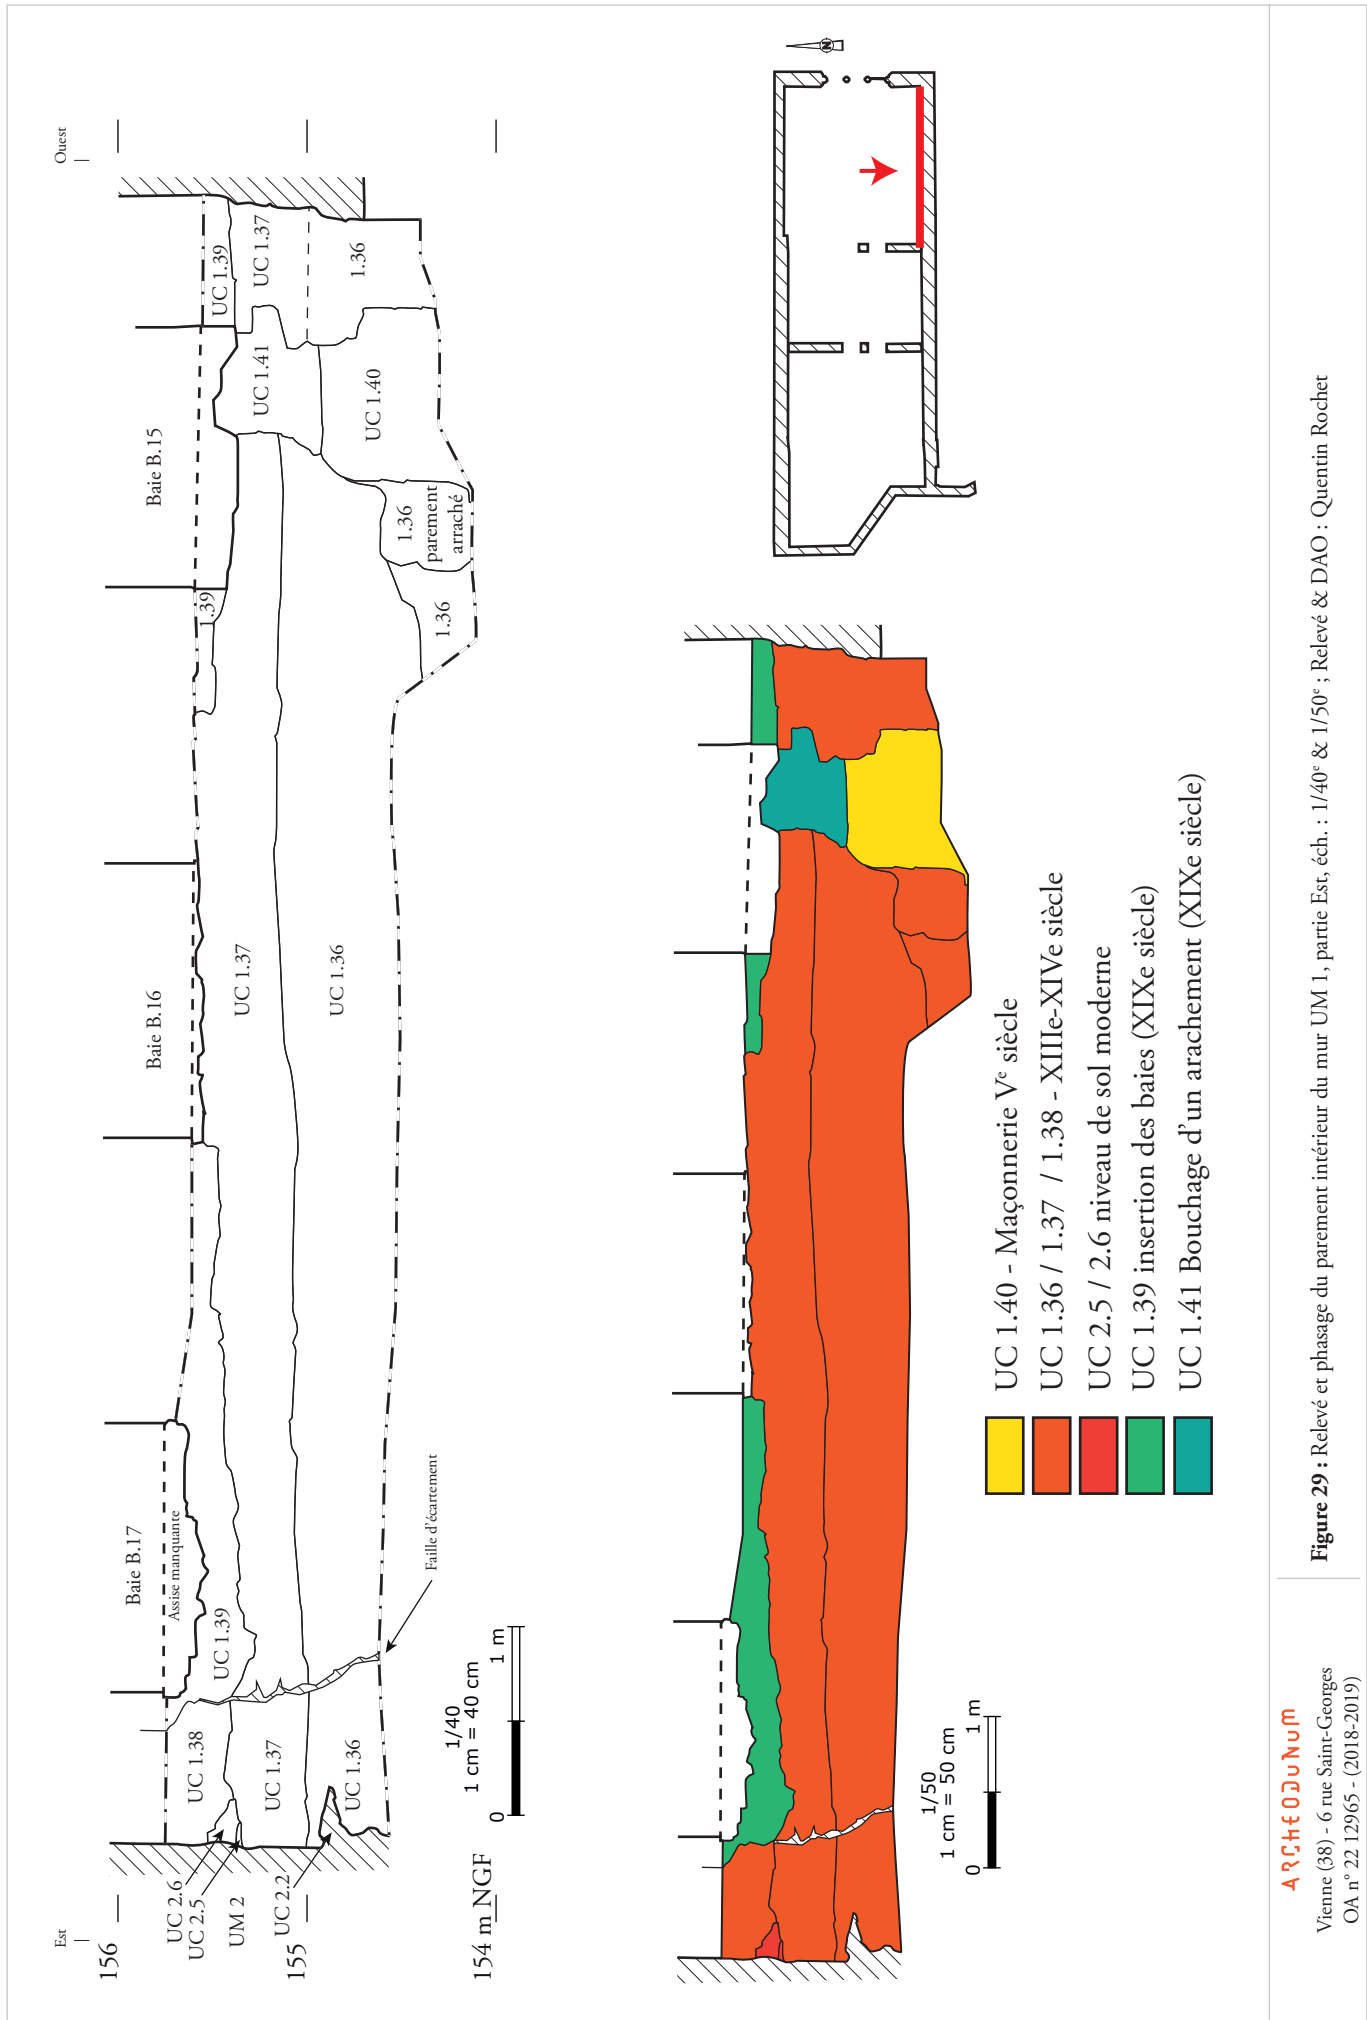 Est
Ouest
156
155
154 m NGF
Baie B.17
Baie B.16
Baie B.15
Assise manquante
UC 1.39
1.39
UC 1.39
UC 1.38
UC 1.37
UC 1.37
UC 1.37
UC 1.41
UC 1.36
UC 1.36
1.36
UC 1.40
1.36
parement
arraché
1.36
UC 2.6
UC 2.5
UM 2
UC 2.2
Faille d'écartement
1/40
1 cm = 40 cm
0
1 m
N
1/50
1 cm = 50 cm
0
1 m
UC 1.40 - Maçonnerie Vᵉ siècle
UC 1.36 / 1.37 / 1.38 - XIIIe-XIVe siècle
UC 2.5 / 2.6 niveau de sol moderne
UC 1.39 insertion des baies (XIXe siècle)
UC 1.41 Bouchage d'un arachement (XIXe siècle)
ARCHEODUNUM
Vienne (38) - 6 rue Saint-Georges
OA n° 22 12965 - (2018-2019)
Figure 29 : Relevé et phasage du parement intérieur du mur UM 1, partie Est, éch. : 1/40ᵉ & 1/50ᵉ ; Relevé & DAO : Quentin Rochet